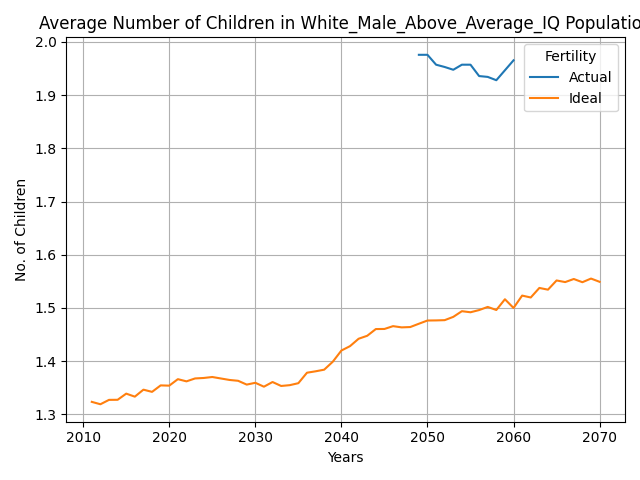 Average Number of Children in White_Male_Above_Average_IQ Populatio
2.0
1.9
1.8
1.7
1.6
1.5
1.4
1.3
No. of Children
Fertility
Actual
Ideal
2010 2020 2030 2040 2050 2060 2070
Years